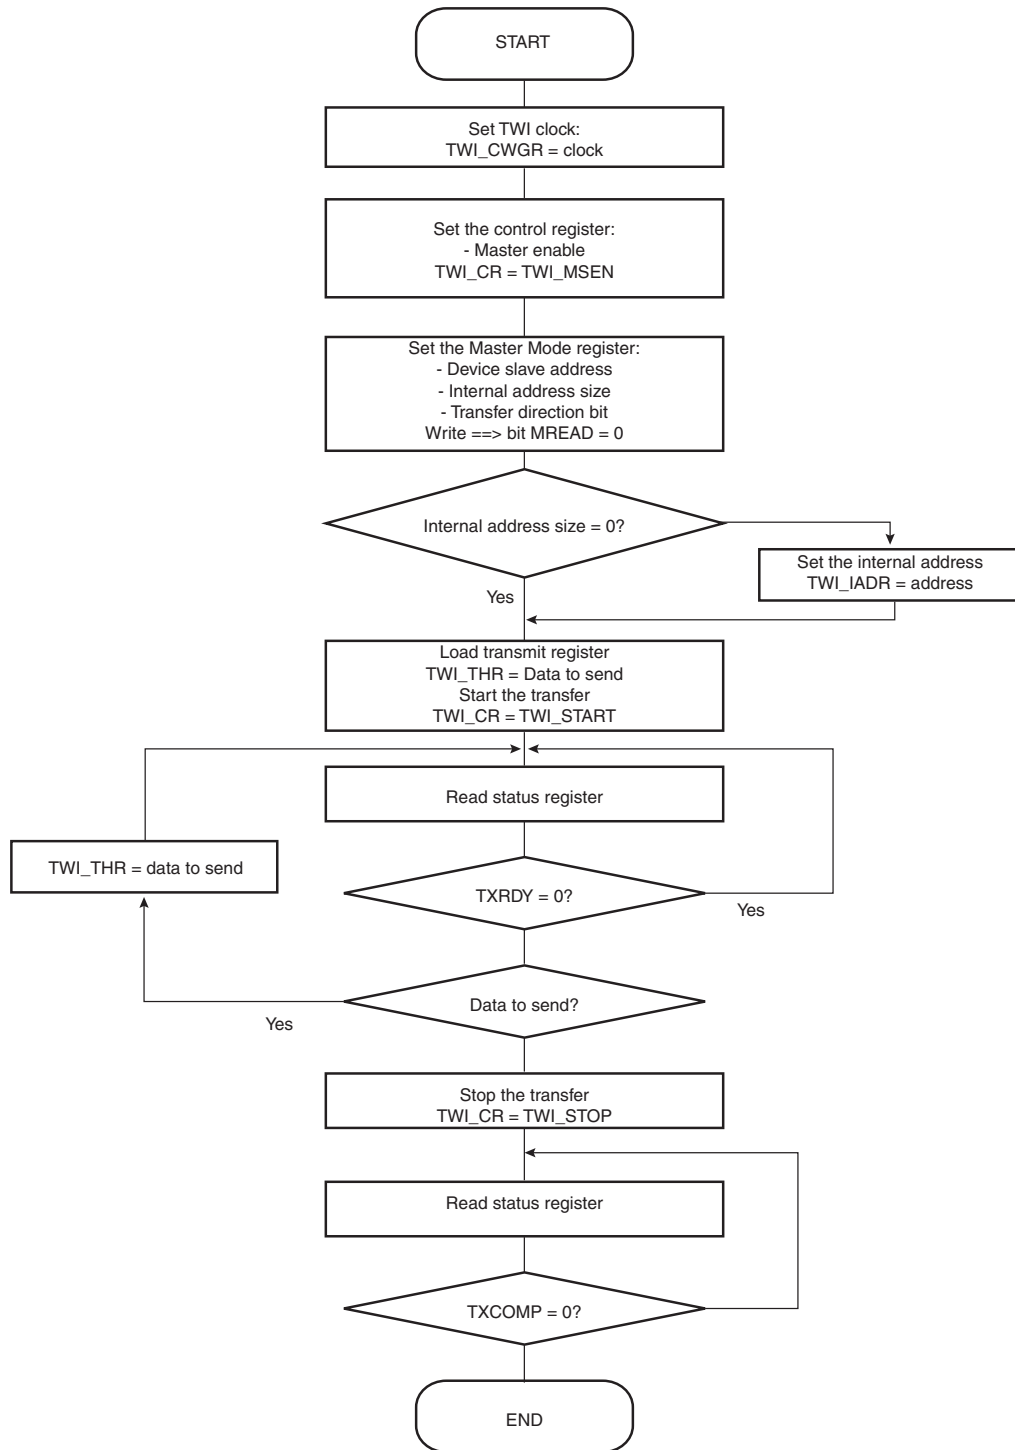 START
Set TWI clock:
TWI_CWGR = clock
Set the control register:
- Master enable
TWI_CR = TWI_MSEN
Set the Master Mode register:
- Device slave address
- Internal address size
- Transfer direction bit
Write ==> bit MREAD = 0
Internal address size = 0?
Set the internal address
TWI_IADR = address
Yes
Load transmit register
TWI_THR = Data to send
Start the transfer
TWI_CR = TWI_START
Read status register
TWI_THR = data to send
TXRDY = 0?
Yes
Data to send?
Yes
Stop the transfer
TWI_CR = TWI_STOP
Read status register
TXCOMP = 0?
END